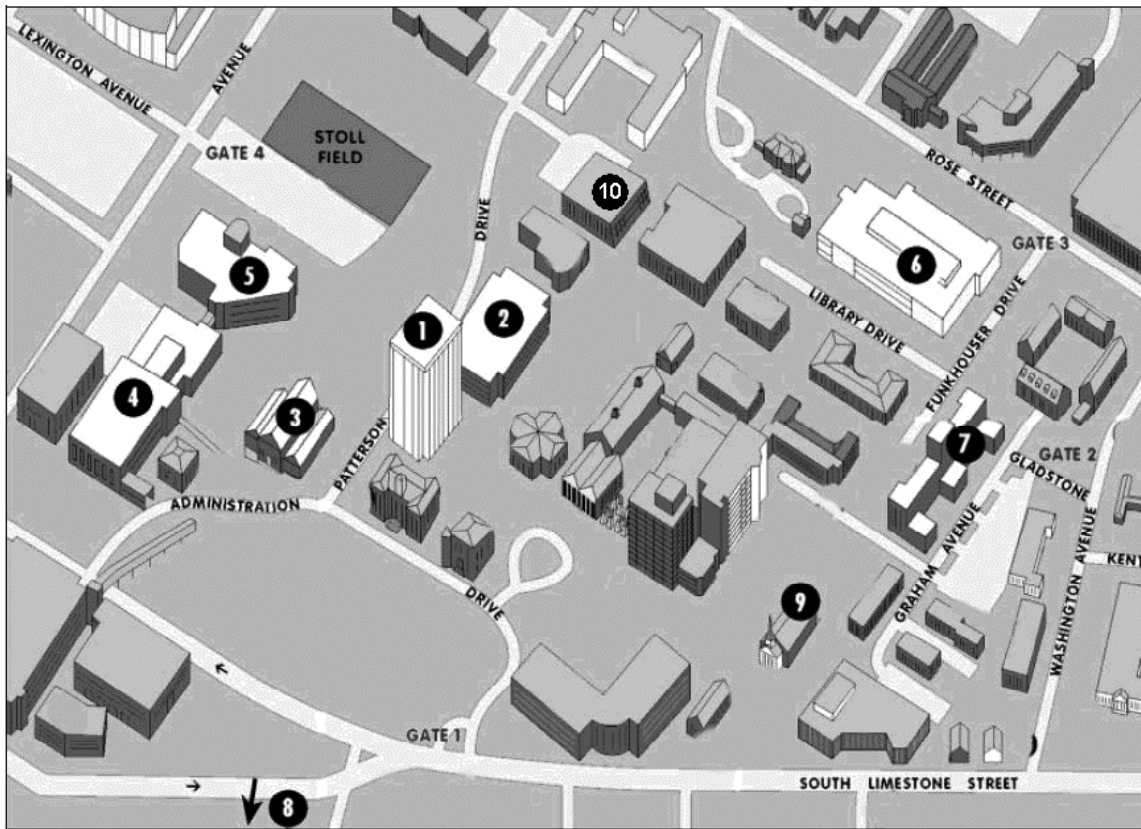 LEXINGTON AVENUE
AVENUE
GATE 4
STOLL
FIELD
DRIVE
10
ROSE STREET
GATE 3
5
6
1
2
LIBRARY DRIVE
FUNKHOUSER DRIVE
4
3
PATTERSON
7
GATE 2
GLADSTONE
ADMINISTRATION
DRIVE
GRAHAM AVENUE
WASHINGTON AVENUE
KENT
9
GATE 1
SOUTH LIMESTONE STREET
8